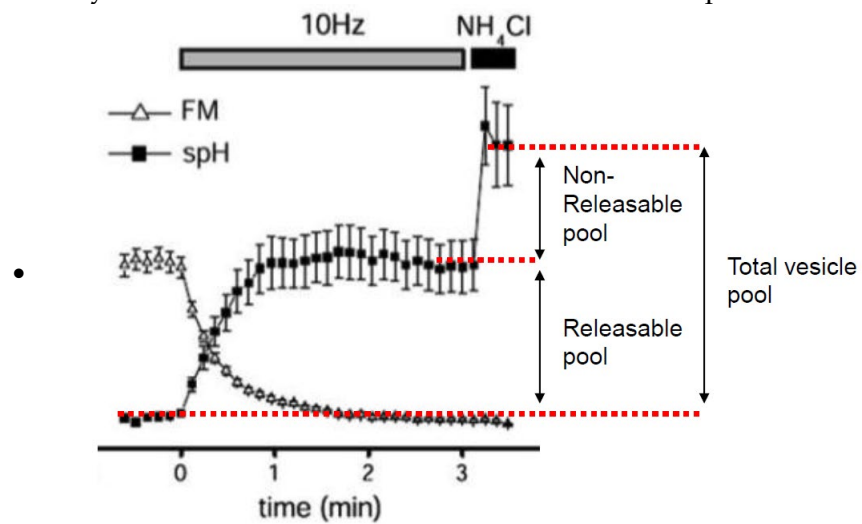 10Hz NH4Cl
FM
spH
Non-
Releasable
pool
Total vesicle
pool
Releasable
pool
•
0 1 2 3
time (min)